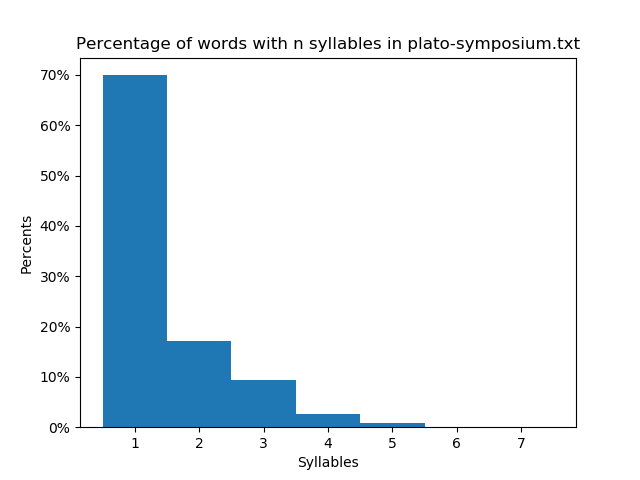 Percentage of words with n syllables in plato-symposium.txt
70%
60%
50%
40%
30%
20%
10%
0%
Percents
1 2 3 4 5 6 7
Syllables